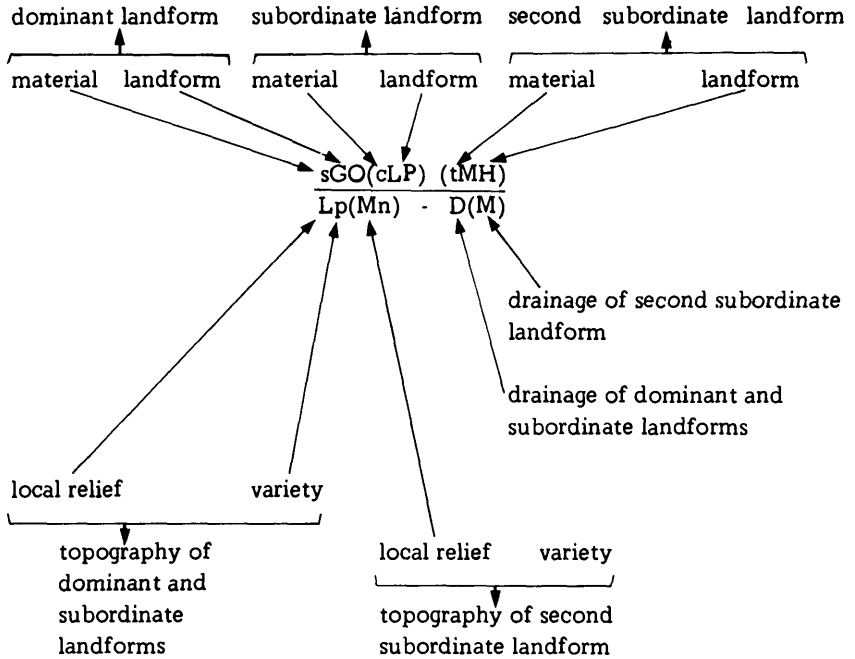 dominant landform subordinate landform second subordinate landform
material landform material landform material landform
sGO(cLP) (tMH)
Lp(Mn) - D(M)
drainage of second subordinate
landform
drainage of dominant and
subordinate landforms
local relief variety
topography of
dominant and
subordinate
landforms
local relief variety
topography of second
subordinate landform